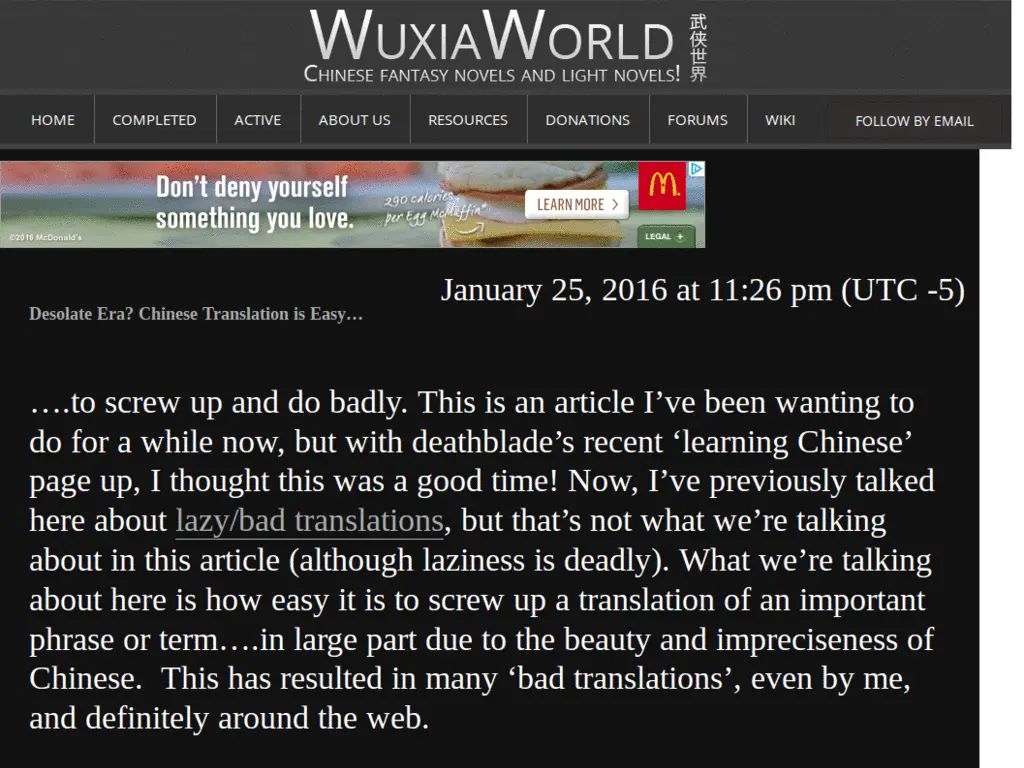 WUXIAWORLD
CHINESE FANTASY NOVELS AND LIGHT NOVELS!
武侠世界
HOME COMPLETED ACTIVE ABOUT US RESOURCES DONATIONS FORUMS WIKI FOLLOW BY EMAIL
Don't deny yourself
something you love.
290 calories
per Egg McMuffin*
LEARN MORE >
©2016 McDonald's
LEGAL +
January 25, 2016 at 11:26 pm (UTC -5)
Desolate Era? Chinese Translation is Easy…
….to screw up and do badly. This is an article I’ve been wanting to
do for a while now, but with deathblade’s recent ‘learning Chinese’
page up, I thought this was a good time! Now, I’ve previously talked
here about lazy/bad translations, but that’s not what we’re talking
about in this article (although laziness is deadly). What we’re talking
about here is how easy it is to screw up a translation of an important
phrase or term….in large part due to the beauty and impreciseness of
Chinese.  This has resulted in many ‘bad translations’, even by me,
and definitely around the web.